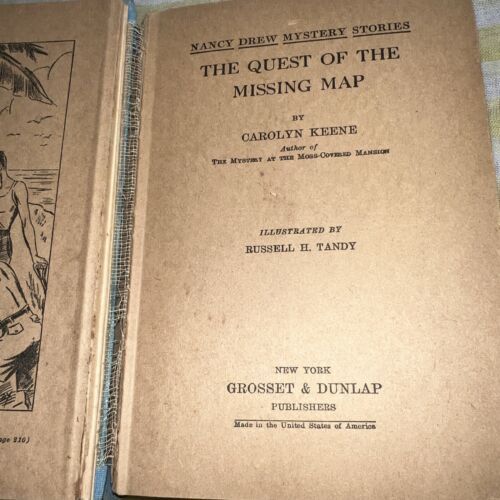 age 210)
NANCY DREW MYSTERY STORIES
THE QUEST OF THE
MISSING MAP
BY
CAROLYN KEENE
Author of
THE MYSTERY AT THE MOSS-COVERED MANSION
ILLUSTRATED BY
RUSSELL H. TANDY
NEW YORK
GROSSET & DUNLAP
PUBLISHERS
Made in the United States of America